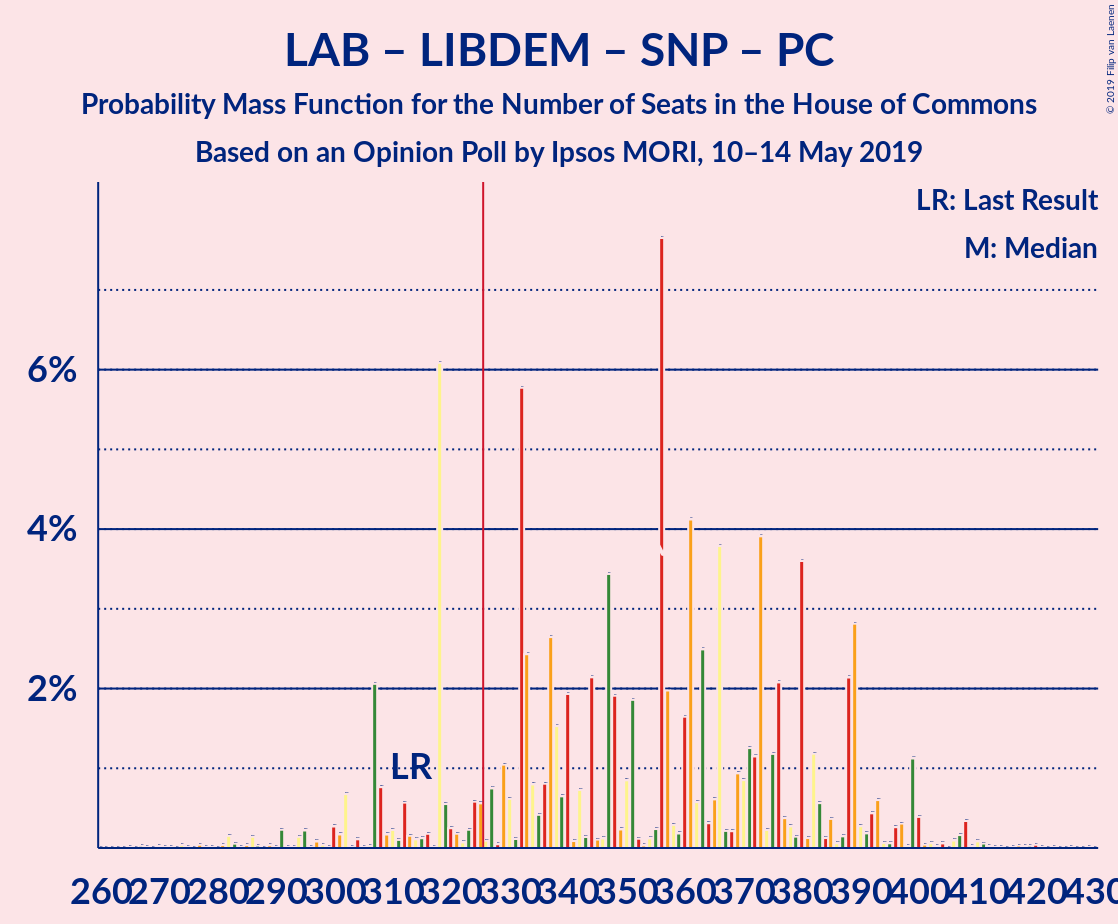 LAB – LIBDEM – SNP – PC
Probability Mass Function for the Number of Seats in the House of Commons
Based on an Opinion Poll by Ipsos MORI, 10–14 May 2019
© 2019 Filip van Laenen
LR: Last Result
M: Median
6%
4%
2%
LR
260 270 280 290 300 310 320 330 340 350 360 370 380 390 400 410 420 430